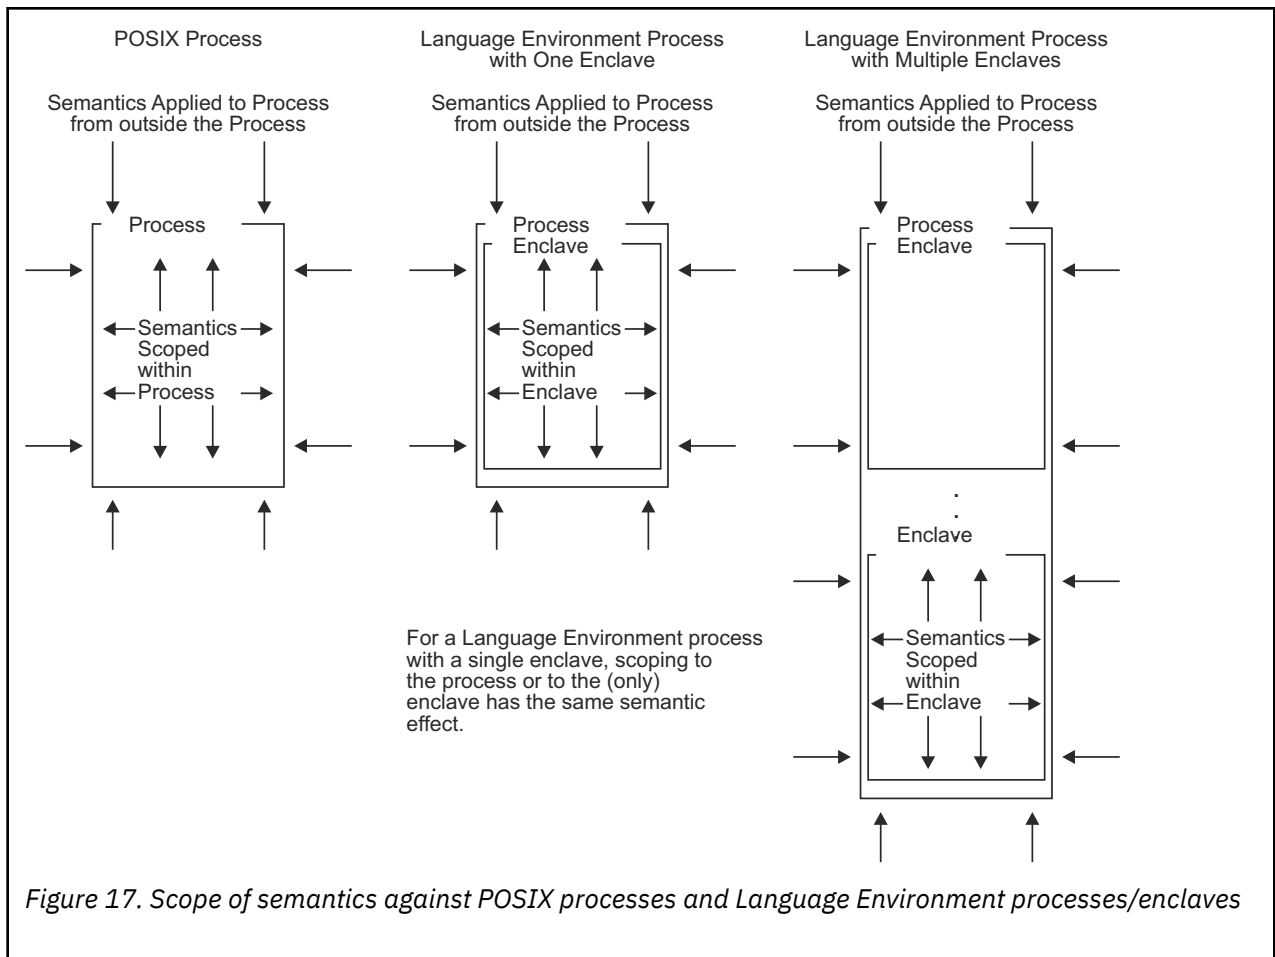 POSIX Process
Semantics Applied to Process
from outside the Process
Process
Semantics
Scoped
within
Process
Language Environment Process
with One Enclave
Semantics Applied to Process
from outside the Process
Process
Enclave
Semantics
Scoped
within
Enclave
For a Language Environment process
with a single enclave, scoping to
the process or to the (only)
enclave has the same semantic
effect.
Language Environment Process
with Multiple Enclaves
Semantics Applied to Process
from outside the Process
Process
Enclave
.
.
.
Enclave
Semantics
Scoped
within
Enclave
Figure 17. Scope of semantics against POSIX processes and Language Environment processes/enclaves